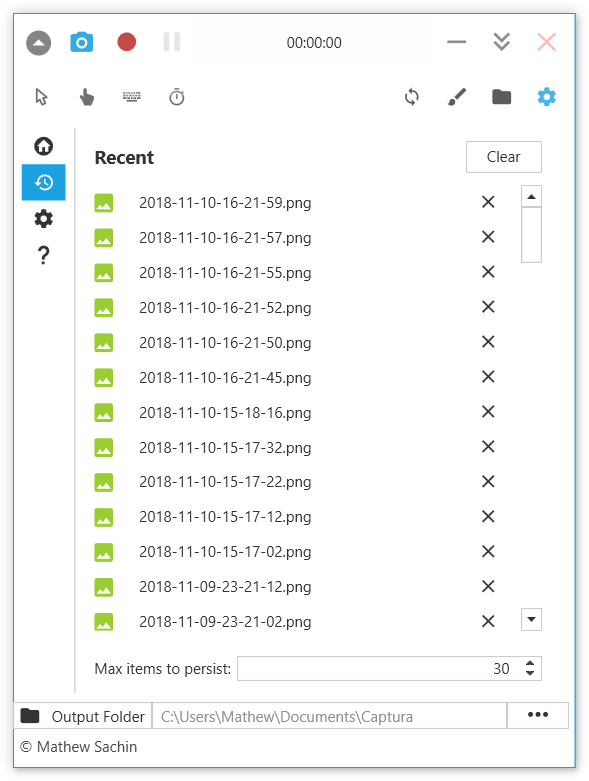 00:00:00
Recent
Clear
2018-11-10-16-21-59.png
2018-11-10-16-21-57.png
2018-11-10-16-21-55.png
2018-11-10-16-21-52.png
2018-11-10-16-21-50.png
2018-11-10-16-21-45.png
2018-11-10-15-18-16.png
2018-11-10-15-17-32.png
2018-11-10-15-17-22.png
2018-11-10-15-17-12.png
2018-11-10-15-17-02.png
2018-11-09-23-21-12.png
2018-11-09-23-21-02.png
Max items to persist: 30
Output Folder C:\Users\Mathew\Documents\Captura
© Mathew Sachin